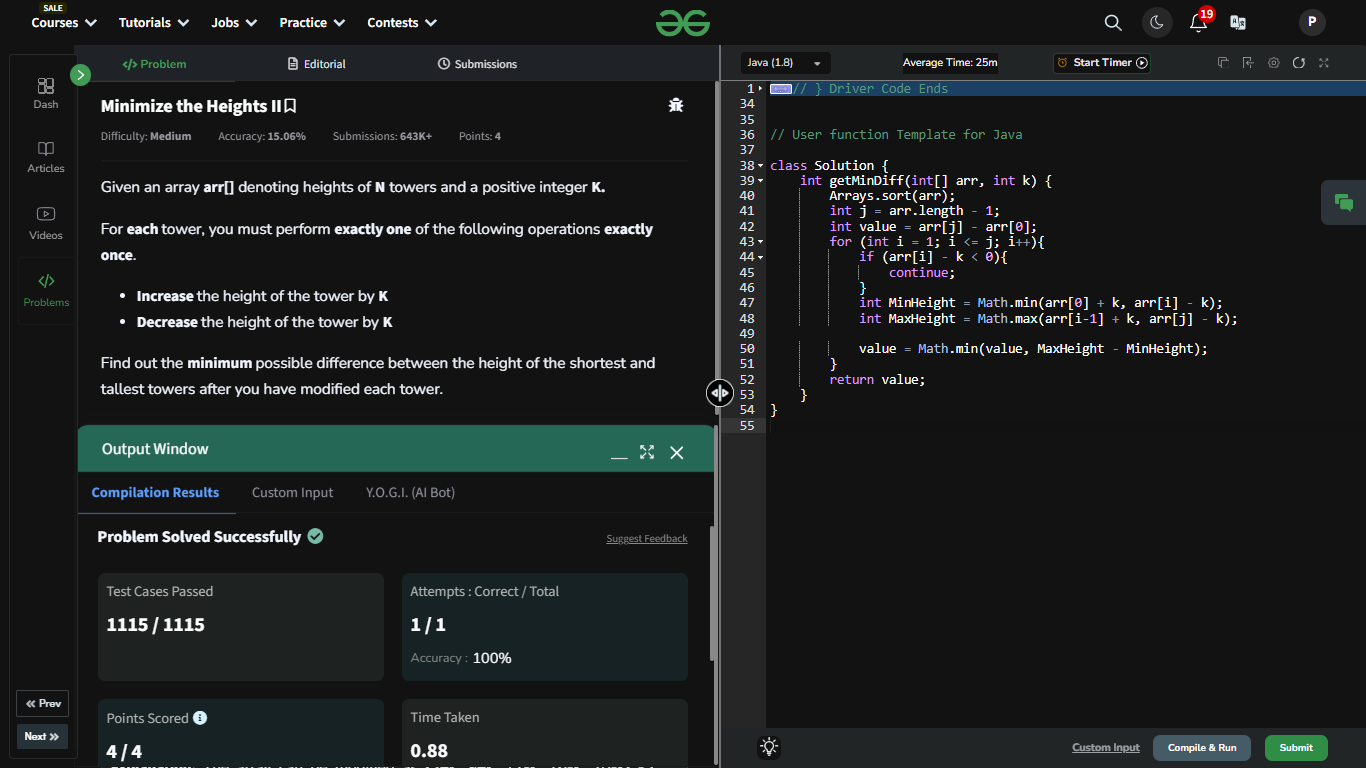 SALE
Courses Tutorials Jobs Practice Contests
19
P
Dash
Articles
Videos
Problems
Prev
Next
</> Problem Editorial Submissions
Minimize the Heights II
Difficulty: Medium Accuracy: 15.06% Submissions: 643K+ Points: 4
Given an array arr[] denoting heights of N towers and a positive integer K.
For each tower, you must perform exactly one of the following operations exactly
once.
• Increase the height of the tower by K
• Decrease the height of the tower by K
Find out the minimum possible difference between the height of the shortest and
tallest towers after you have modified each tower.
Output Window
Compilation Results Custom Input Y.O.G.I. (AI Bot)
Problem Solved Successfully
Suggest Feedback
Test Cases Passed
1115 / 1115
Attempts : Correct / Total
1 / 1
Accuracy : 100%
Points Scored
4 / 4
Time Taken
0.88
Java (1.8) Average Time: 25m Start Timer
1 // } Driver Code Ends
34
35
36 // User function Template for Java
37
38 class Solution {
39 int getMinDiff(int[] arr, int k) {
40 Arrays.sort(arr);
41 int j = arr.length - 1;
42 int value = arr[j] - arr[0];
43 for (int i = 1; i <= j; i++){
44 if (arr[i] - k < 0){
45 continue;
46 }
47 int MinHeight = Math.min(arr[0] + k, arr[i] - k);
48 int MaxHeight = Math.max(arr[i-1] + k, arr[j] - k);
49
50 value = Math.min(value, MaxHeight - MinHeight);
51 }
52 return value;
53 }
54 }
55
Custom Input Compile & Run Submit